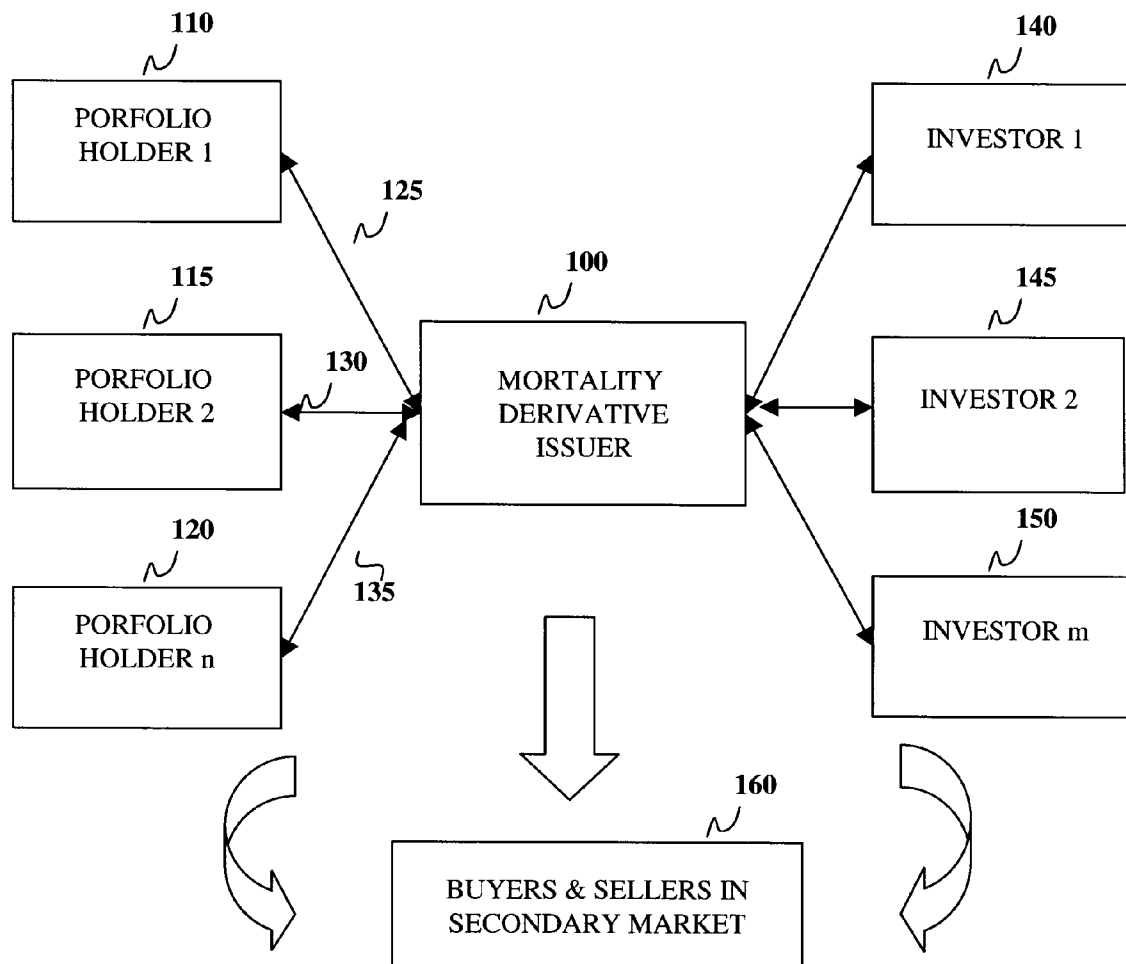 110
PORFOLIO
HOLDER 1
140
INVESTOR 1
125
115
PORFOLIO
HOLDER 2
130
100
MORTALITY
DERIVATIVE
ISSUER
145
INVESTOR 2
120
PORFOLIO
HOLDER n
135
150
INVESTOR m
160
BUYERS & SELLERS IN
SECONDARY MARKET